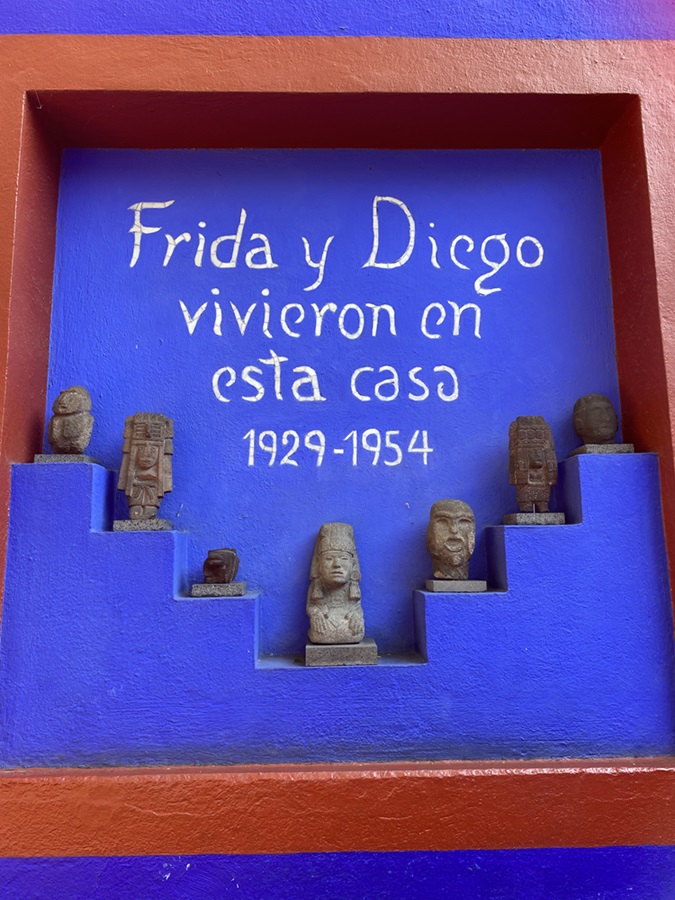 Frida y Diego
vivieron en
esta casa
1929-1954